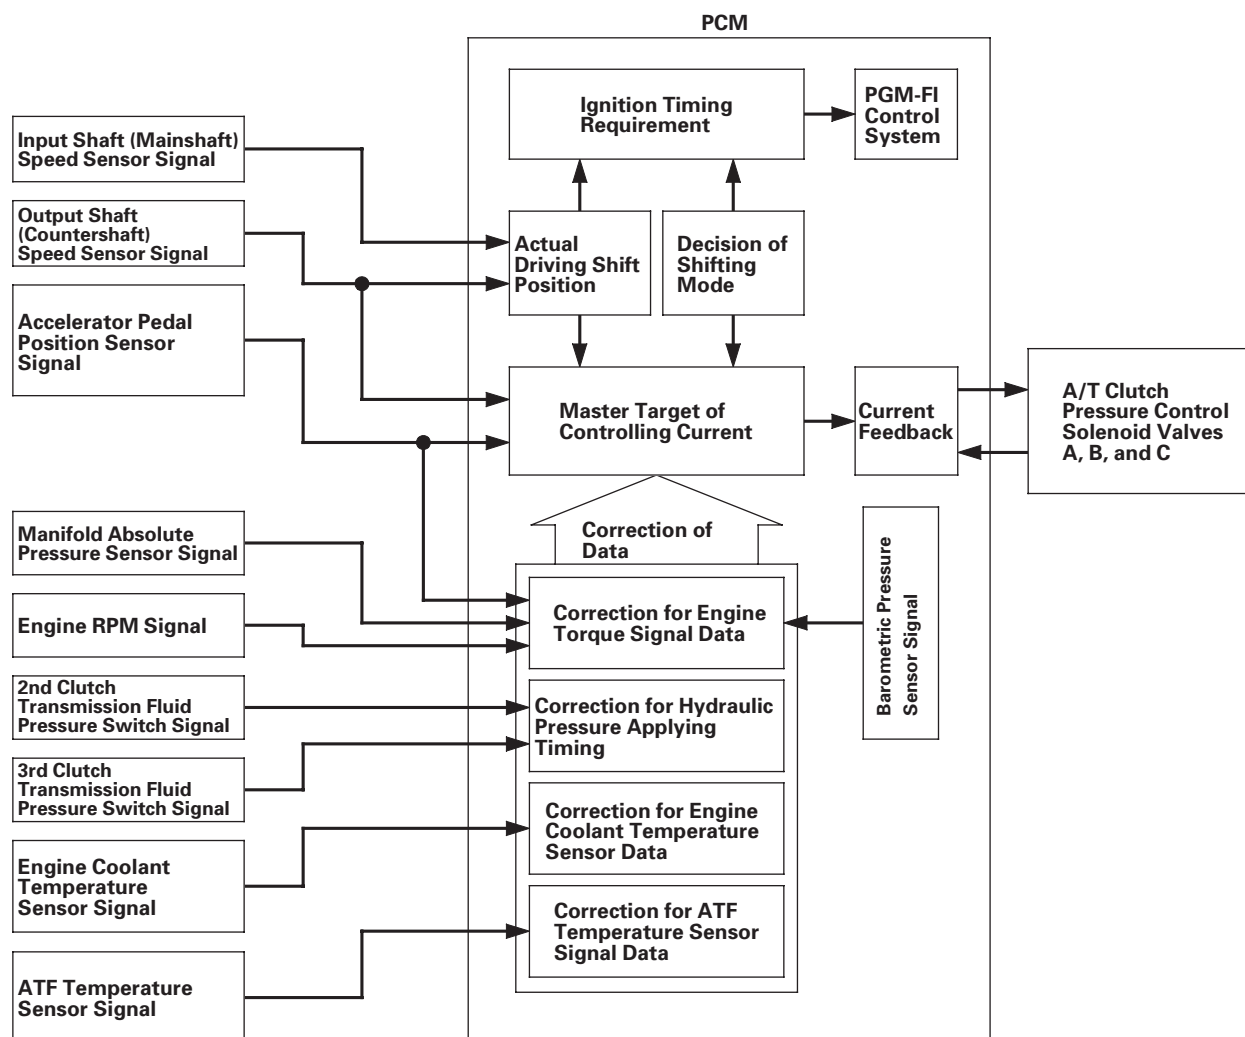 PCM
Ignition Timing
Requirement
PGM-FI
Control
System
Input Shaft (Mainshaft)
Speed Sensor Signal
Output Shaft
(Countershaft)
Speed Sensor Signal
Actual
Driving Shift
Position
Decision of
Shifting
Mode
Accelerator Pedal
Position Sensor
Signal
Master Target of
Controlling Current
Current
Feedback
A/T Clutch
Pressure Control
Solenoid Valves
A, B, and C
Correction of
Data
Manifold Absolute
Pressure Sensor Signal
Engine RPM Signal
Correction for Engine
Torque Signal Data
Barometric Pressure
Sensor Signal
2nd Clutch
Transmission Fluid
Pressure Switch Signal
Correction for Hydraulic
Pressure Applying
Timing
3rd Clutch
Transmission Fluid
Pressure Switch Signal
Correction for Engine
Coolant Temperature
Sensor Data
Engine Coolant
Temperature
Sensor Signal
Correction for ATF
Temperature Sensor
Signal Data
ATF Temperature
Sensor Signal